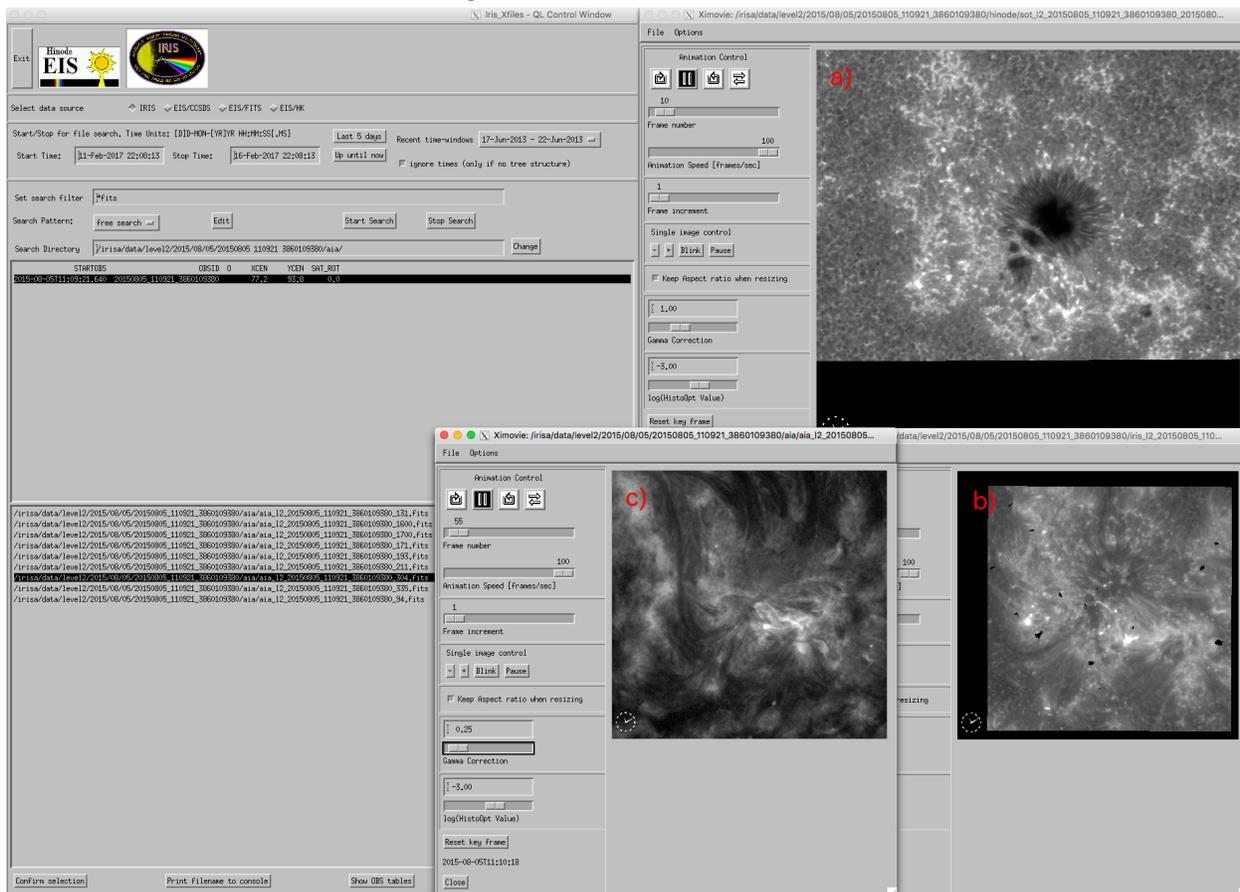 Iris_Xfiles - QL Control Window
Exit
Hinode
EIS
IRIS
Select data source
IRIS
EIS/CCSDS
EIS/FITS
EIS/HK
Start/Stop for file search. Time Units: [D]D-MON-[YR]YR HH:MM:SS[.MS]
Last 5 days
Recent time-windows
17-Jun-2013 - 22-Jun-2013
Start Time:
11-Feb-2017 22:08:13
Stop Time:
16-Feb-2017 22:08:13
Up until now
ignore times (only if no tree structure)
Set search filter
*fits
Search Pattern:
free search
Edit
Start Search
Stop Search
Search Directory
/irisa/data/level2/2015/08/05/20150805_110921_3860109380/aia/
Change
STARTOBS OBSID O XCEN YCEN SAT_ROT
2015-08-05T11:09:21.640 20150805_110921_3860109380 77.2 93.8 0.0
/irisa/data/level2/2015/08/05/20150805_110921_3860109380/aia/aia_l2_20150805_110921_3860109380_131.fits
/irisa/data/level2/2015/08/05/20150805_110921_3860109380/aia/aia_l2_20150805_110921_3860109380_1600.fits
/irisa/data/level2/2015/08/05/20150805_110921_3860109380/aia/aia_l2_20150805_110921_3860109380_1700.fits
/irisa/data/level2/2015/08/05/20150805_110921_3860109380/aia/aia_l2_20150805_110921_3860109380_171.fits
/irisa/data/level2/2015/08/05/20150805_110921_3860109380/aia/aia_l2_20150805_110921_3860109380_193.fits
/irisa/data/level2/2015/08/05/20150805_110921_3860109380/aia/aia_l2_20150805_110921_3860109380_211.fits
/irisa/data/level2/2015/08/05/20150805_110921_3860109380/aia/aia_l2_20150805_110921_3860109380_304.fits
/irisa/data/level2/2015/08/05/20150805_110921_3860109380/aia/aia_l2_20150805_110921_3860109380_335.fits
/irisa/data/level2/2015/08/05/20150805_110921_3860109380/aia/aia_l2_20150805_110921_3860109380_94.fits
Confirm selection
Print filename to console
Show OBS tables
Ximovie: /irisa/data/level2/2015/08/05/20150805_110921_3860109380/hinode/sot_l2_20150805_110921_3860109380_2015080...
File Options
Animation Control
10
Frame number
100
Animation Speed [frames/sec]
1
Frame increment
Single image control
- + Blink Pause
Keep Aspect ratio when resizing
1.00
Gamma Correction
-3.00
log(HistoOpt Value)
Reset key frame
a)
Ximovie: /irisa/data/level2/2015/08/05/20150805_110921_3860109380/aia/aia_l2_20150805...
File Options
Animation Control
55
Frame number
100
Animation Speed [frames/sec]
1
Frame increment
Single image control
- + Blink Pause
Keep Aspect ratio when resizing
0.25
Gamma Correction
-3.00
log(HistoOpt Value)
Reset key frame
2015-08-05T11:10:18
Close
c)
/data/level2/2015/08/05/20150805_110921_3860109380/iris_l2_20150805_110...
100
]
resizing
b)